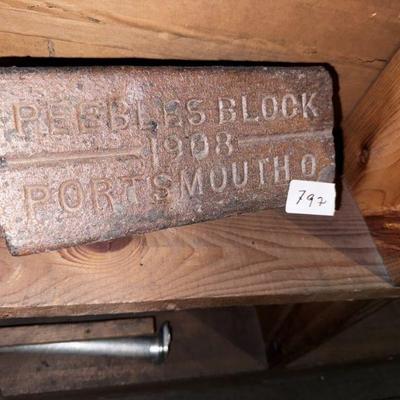 PEEBLES BLOCK
1908
PORTSMOUTH O
797